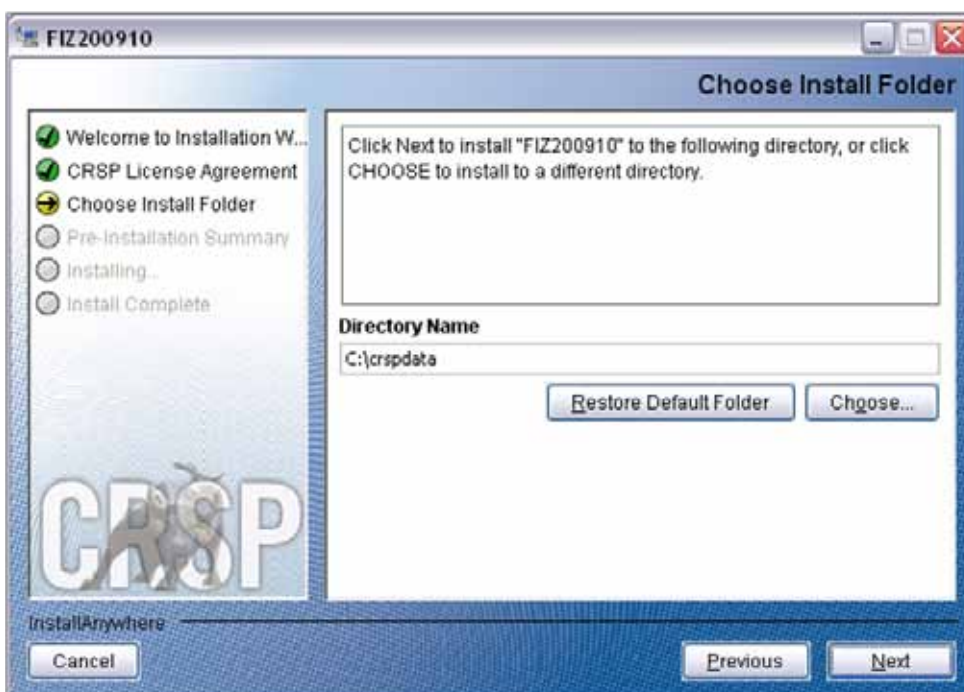 FIZ200910
Choose Install Folder
Welcome to Installation W...
CRSP License Agreement
Choose Install Folder
Pre-Installation Summary
Installing...
Install Complete
CRSP
Click Next to install "FIZ200910" to the following directory, or click
CHOOSE to install to a different directory.
Directory Name
C:\crspdata
Restore Default Folder
Choose...
InstallAnywhere
Cancel
Previous
Next